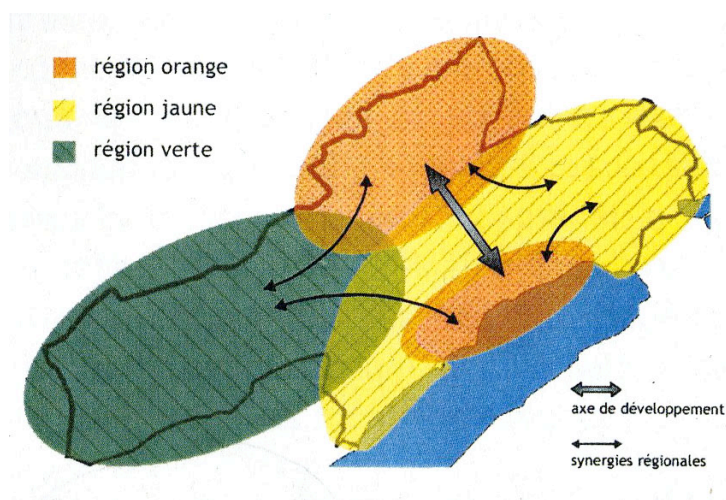 région orange
région jaune
région verte
axe de développement
synergies régionales